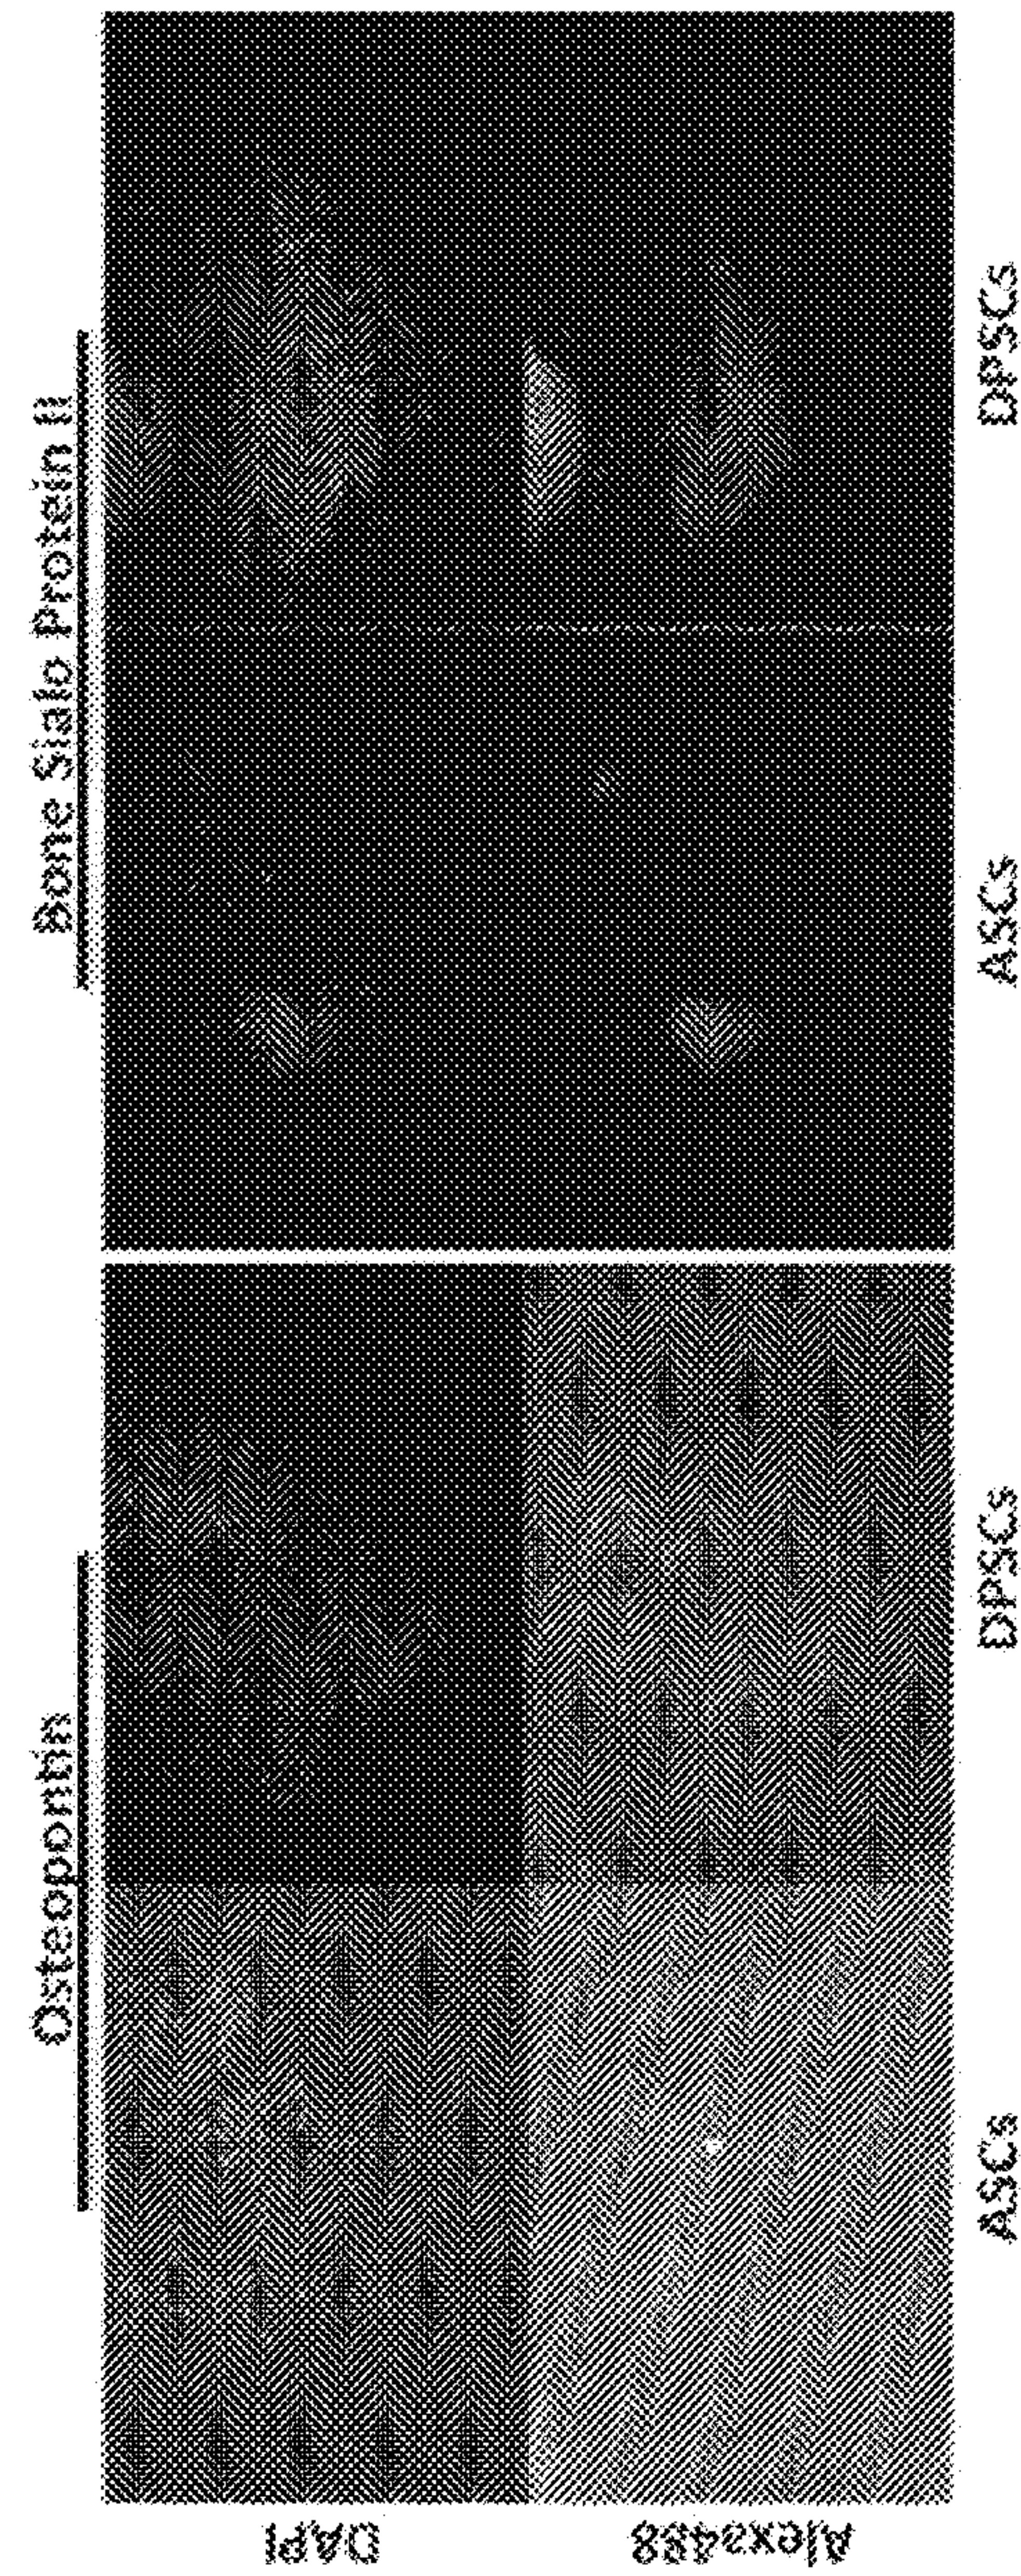 Osteopontin
Bone Sialo Protein II
DAPI
Alexa488
ASCs
DPSCs
ASCs
DPSCs